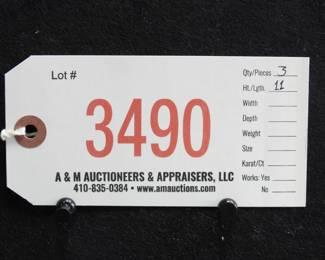 Lot #
3490
A & M AUCTIONEERS & APPRAISERS, LLC
410-835-0384 • www.amauctions.com
Qty/Pieces 3
Ht./Lgth. 11
Width
Depth
Weight
Size
Karat/Ct
Works: Yes
No